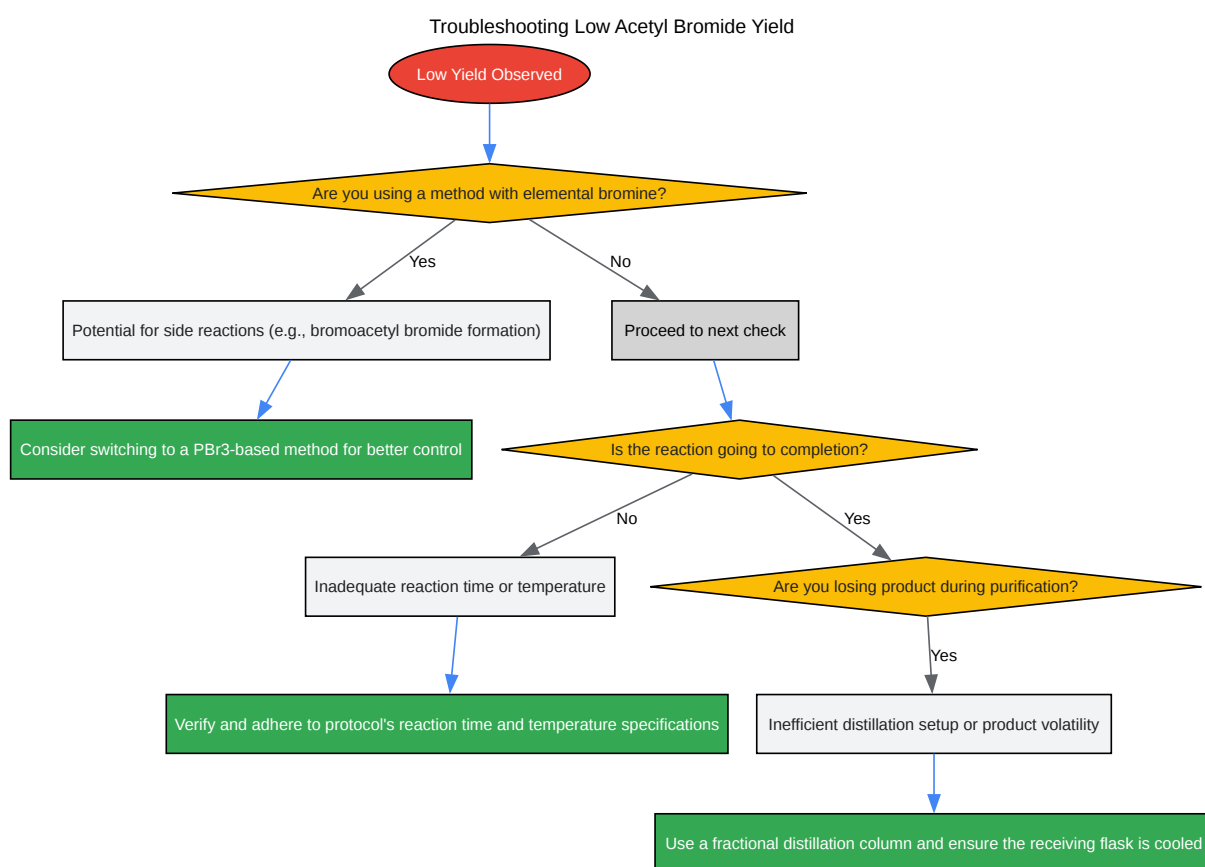 Troubleshooting Low Acetyl Bromide Yield
Low Yield Observed
Are you using a method with elemental bromine?
Yes
No
Potential for side reactions (e.g., bromoacetyl bromide formation)
Proceed to next check
Consider switching to a PBr3-based method for better control
Is the reaction going to completion?
No
Yes
Inadequate reaction time or temperature
Are you losing product during purification?
Yes
Verify and adhere to protocol's reaction time and temperature specifications
Inefficient distillation setup or product volatility
Use a fractional distillation column and ensure the receiving flask is cooled